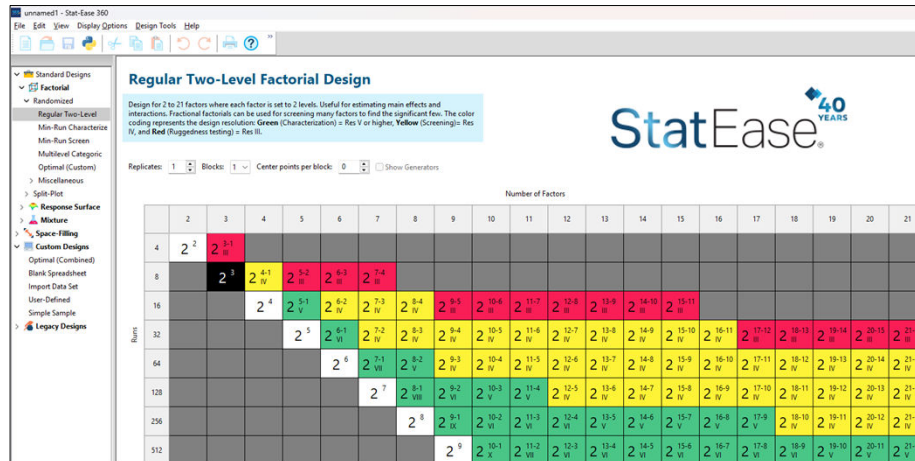 unnamed1 - Stat-Ease 360
File Edit View Display Options Design Tools Help
Standard Designs
Factorial
Randomized
Regular Two-Level
Min-Run Characterize
Min-Run Screen
Multilevel Categoric
Optimal (Custom)
Miscellaneous
Split-Plot
Response Surface
Mixture
Space-Filling
Custom Designs
Optimal (Combined)
Blank Spreadsheet
Import Data Set
User-Defined
Simple Sample
Legacy Designs
Regular Two-Level Factorial Design
Design for 2 to 21 factors where each factor is set to 2 levels. Useful for estimating main effects and
interactions. Fractional factorials can be used for screening many factors to find the significant few. The color
coding represents the design resolution: Green (Characterization) = Res V or higher, Yellow (Screening)= Res
IV, and Red (Ruggedness testing) = Res III.
StatEase®
40
YEARS
Replicates: 1 Blocks: 1 Center points per block: 0 Show Generators
Number of Factors
2 3 4 5 6 7 8 9 10 11 12 13 14 15 16 17 18 19 20 21
Runs
4 2 2 2 3-1 III
8 2 3 2 4-1 IV 2 5-2 III 2 6-3 III 2 7-4 III
16 2 4 2 5-1 V 2 6-2 IV 2 7-3 IV 2 8-4 IV 2 9-5 III 2 10-6 III 2 11-7 III 2 12-8 III 2 13-9 III 2 14-10 III 2 15-11 III
32 2 5 2 6-1 VI 2 7-2 IV 2 8-3 IV 2 9-4 IV 2 10-5 IV 2 11-6 IV 2 12-7 IV 2 13-8 IV 2 14-9 IV 2 15-10 IV 2 16-11 IV 2 17-12 III 2 18-13 III 2 19-14 III 2 20-15 III 2 21- III
64 2 6 2 7-1 VII 2 8-2 V 2 9-3 IV 2 10-4 IV 2 11-5 IV 2 12-6 IV 2 13-7 IV 2 14-8 IV 2 15-9 IV 2 16-10 IV 2 17-11 IV 2 18-12 IV 2 19-13 IV 2 20-14 IV 2 21- IV
128 2 7 2 8-1 VIII 2 9-2 VI 2 10-3 V 2 11-4 V 2 12-5 IV 2 13-6 IV 2 14-7 IV 2 15-8 IV 2 16-9 IV 2 17-10 IV 2 18-11 IV 2 19-12 IV 2 20-13 IV 2 21- IV
256 2 8 2 9-1 IX 2 10-2 VI 2 11-3 VI 2 12-4 VI 2 13-5 V 2 14-6 V 2 15-7 V 2 16-8 V 2 17-9 V 2 18-10 IV 2 19-11 IV 2 20-12 IV 2 21- IV
512 2 9 2 10-1 X 2 11-2 VII 2 12-3 VI 2 13-4 VI 2 14-5 VI 2 15-6 VI 2 16-7 VI 2 17-8 VI 2 18-9 VI 2 19-10 V 2 20-11 V 2 21- V